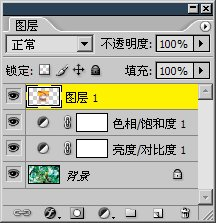 图层
正常 不透明度: 100%
锁定: 填充: 100%
图层 1
色相/饱和度 1
亮度/对比度 1
背景